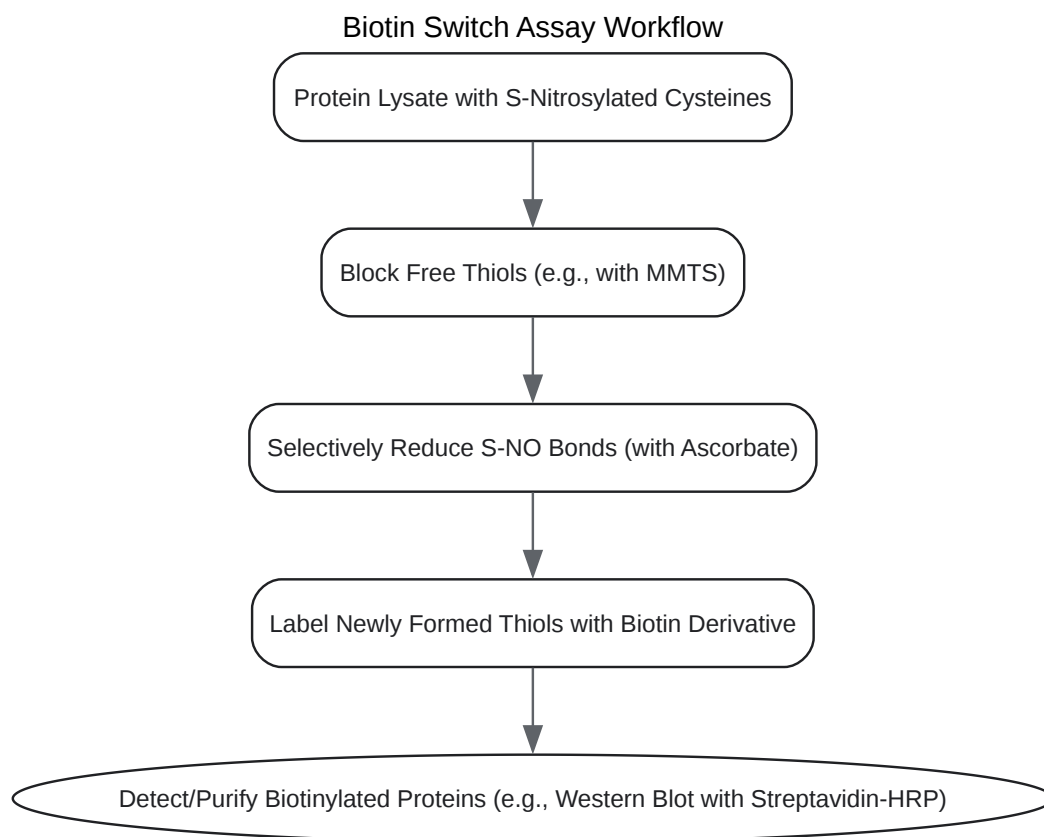 Biotin Switch Assay Workflow
Protein Lysate with S-Nitrosylated Cysteines
Block Free Thiols (e.g., with MMTS)
Selectively Reduce S-NO Bonds (with Ascorbate)
Label Newly Formed Thiols with Biotin Derivative
Detect/Purify Biotinylated Proteins (e.g., Western Blot with Streptavidin-HRP)